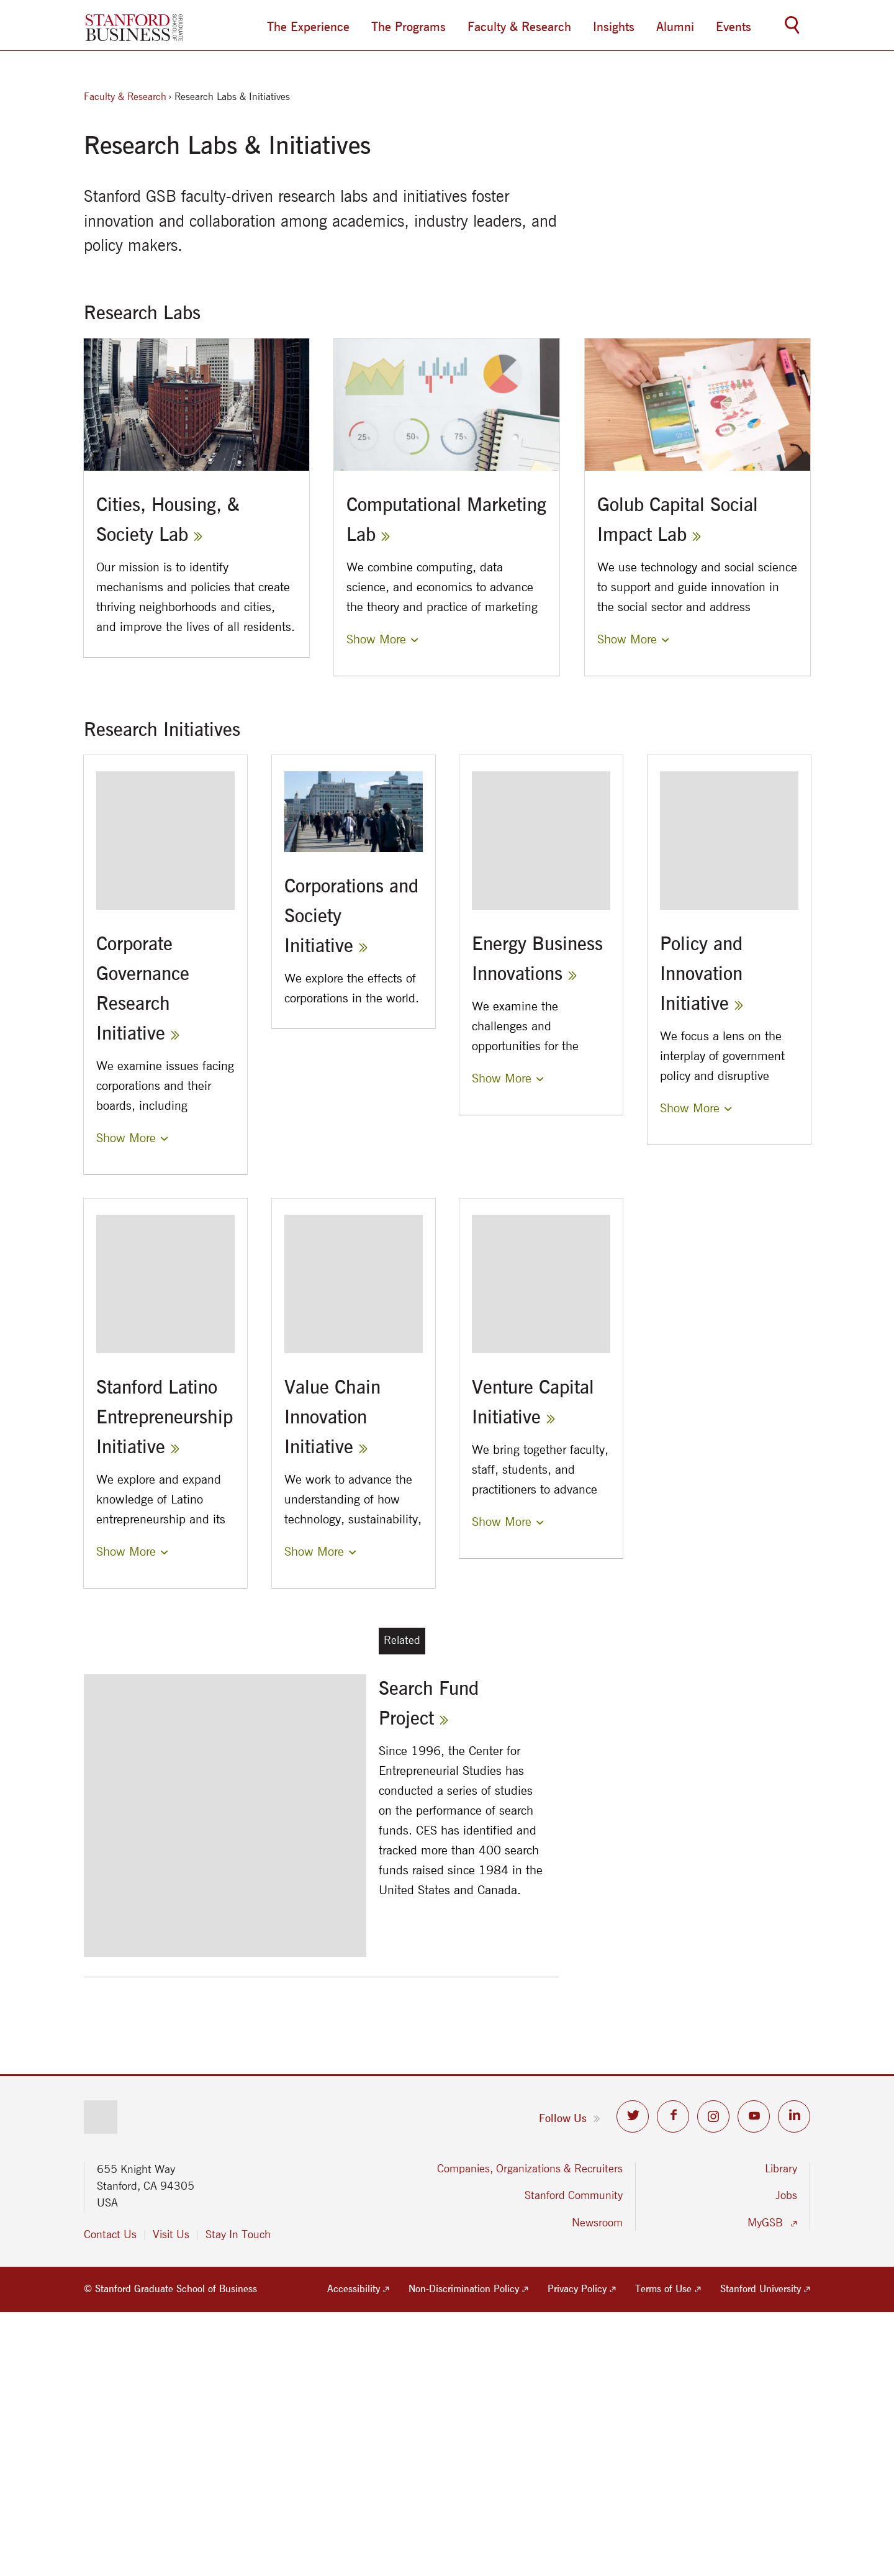 STANFORD
BUSINESS
GRADUATE
SCHOOL OF
The Experience
The Programs
Faculty & Research
Insights
Alumni
Events
Faculty & Research › Research Labs & Initiatives
Research Labs & Initiatives
Stanford GSB faculty-driven research labs and initiatives foster
innovation and collaboration among academics, industry leaders, and
policy makers.
Research Labs
Cities, Housing, &
Society Lab »
Our mission is to identify
mechanisms and policies that create
thriving neighborhoods and cities,
and improve the lives of all residents.
25%
50%
75%
Computational Marketing
Lab »
We combine computing, data
science, and economics to advance
the theory and practice of marketing
Show More
Golub Capital Social
Impact Lab »
We use technology and social science
to support and guide innovation in
the social sector and address
Show More
Research Initiatives
Corporate
Governance
Research
Initiative »
We examine issues facing
corporations and their
boards, including
Show More
Corporations and
Society
Initiative »
We explore the effects of
corporations in the world.
Energy Business
Innovations »
We examine the
challenges and
opportunities for the
Show More
Policy and
Innovation
Initiative »
We focus a lens on the
interplay of government
policy and disruptive
Show More
Stanford Latino
Entrepreneurship
Initiative »
We explore and expand
knowledge of Latino
entrepreneurship and its
Show More
Value Chain
Innovation
Initiative »
We work to advance the
understanding of how
technology, sustainability,
Show More
Venture Capital
Initiative »
We bring together faculty,
staff, students, and
practitioners to advance
Show More
Related
Search Fund
Project »
Since 1996, the Center for
Entrepreneurial Studies has
conducted a series of studies
on the performance of search
funds. CES has identified and
tracked more than 400 search
funds raised since 1984 in the
United States and Canada.
Follow Us »
655 Knight Way
Stanford, CA 94305
USA
Contact Us
Visit Us
Stay In Touch
Companies, Organizations & Recruiters
Stanford Community
Newsroom
Library
Jobs
MyGSB
© Stanford Graduate School of Business
Accessibility
Non-Discrimination Policy
Privacy Policy
Terms of Use
Stanford University